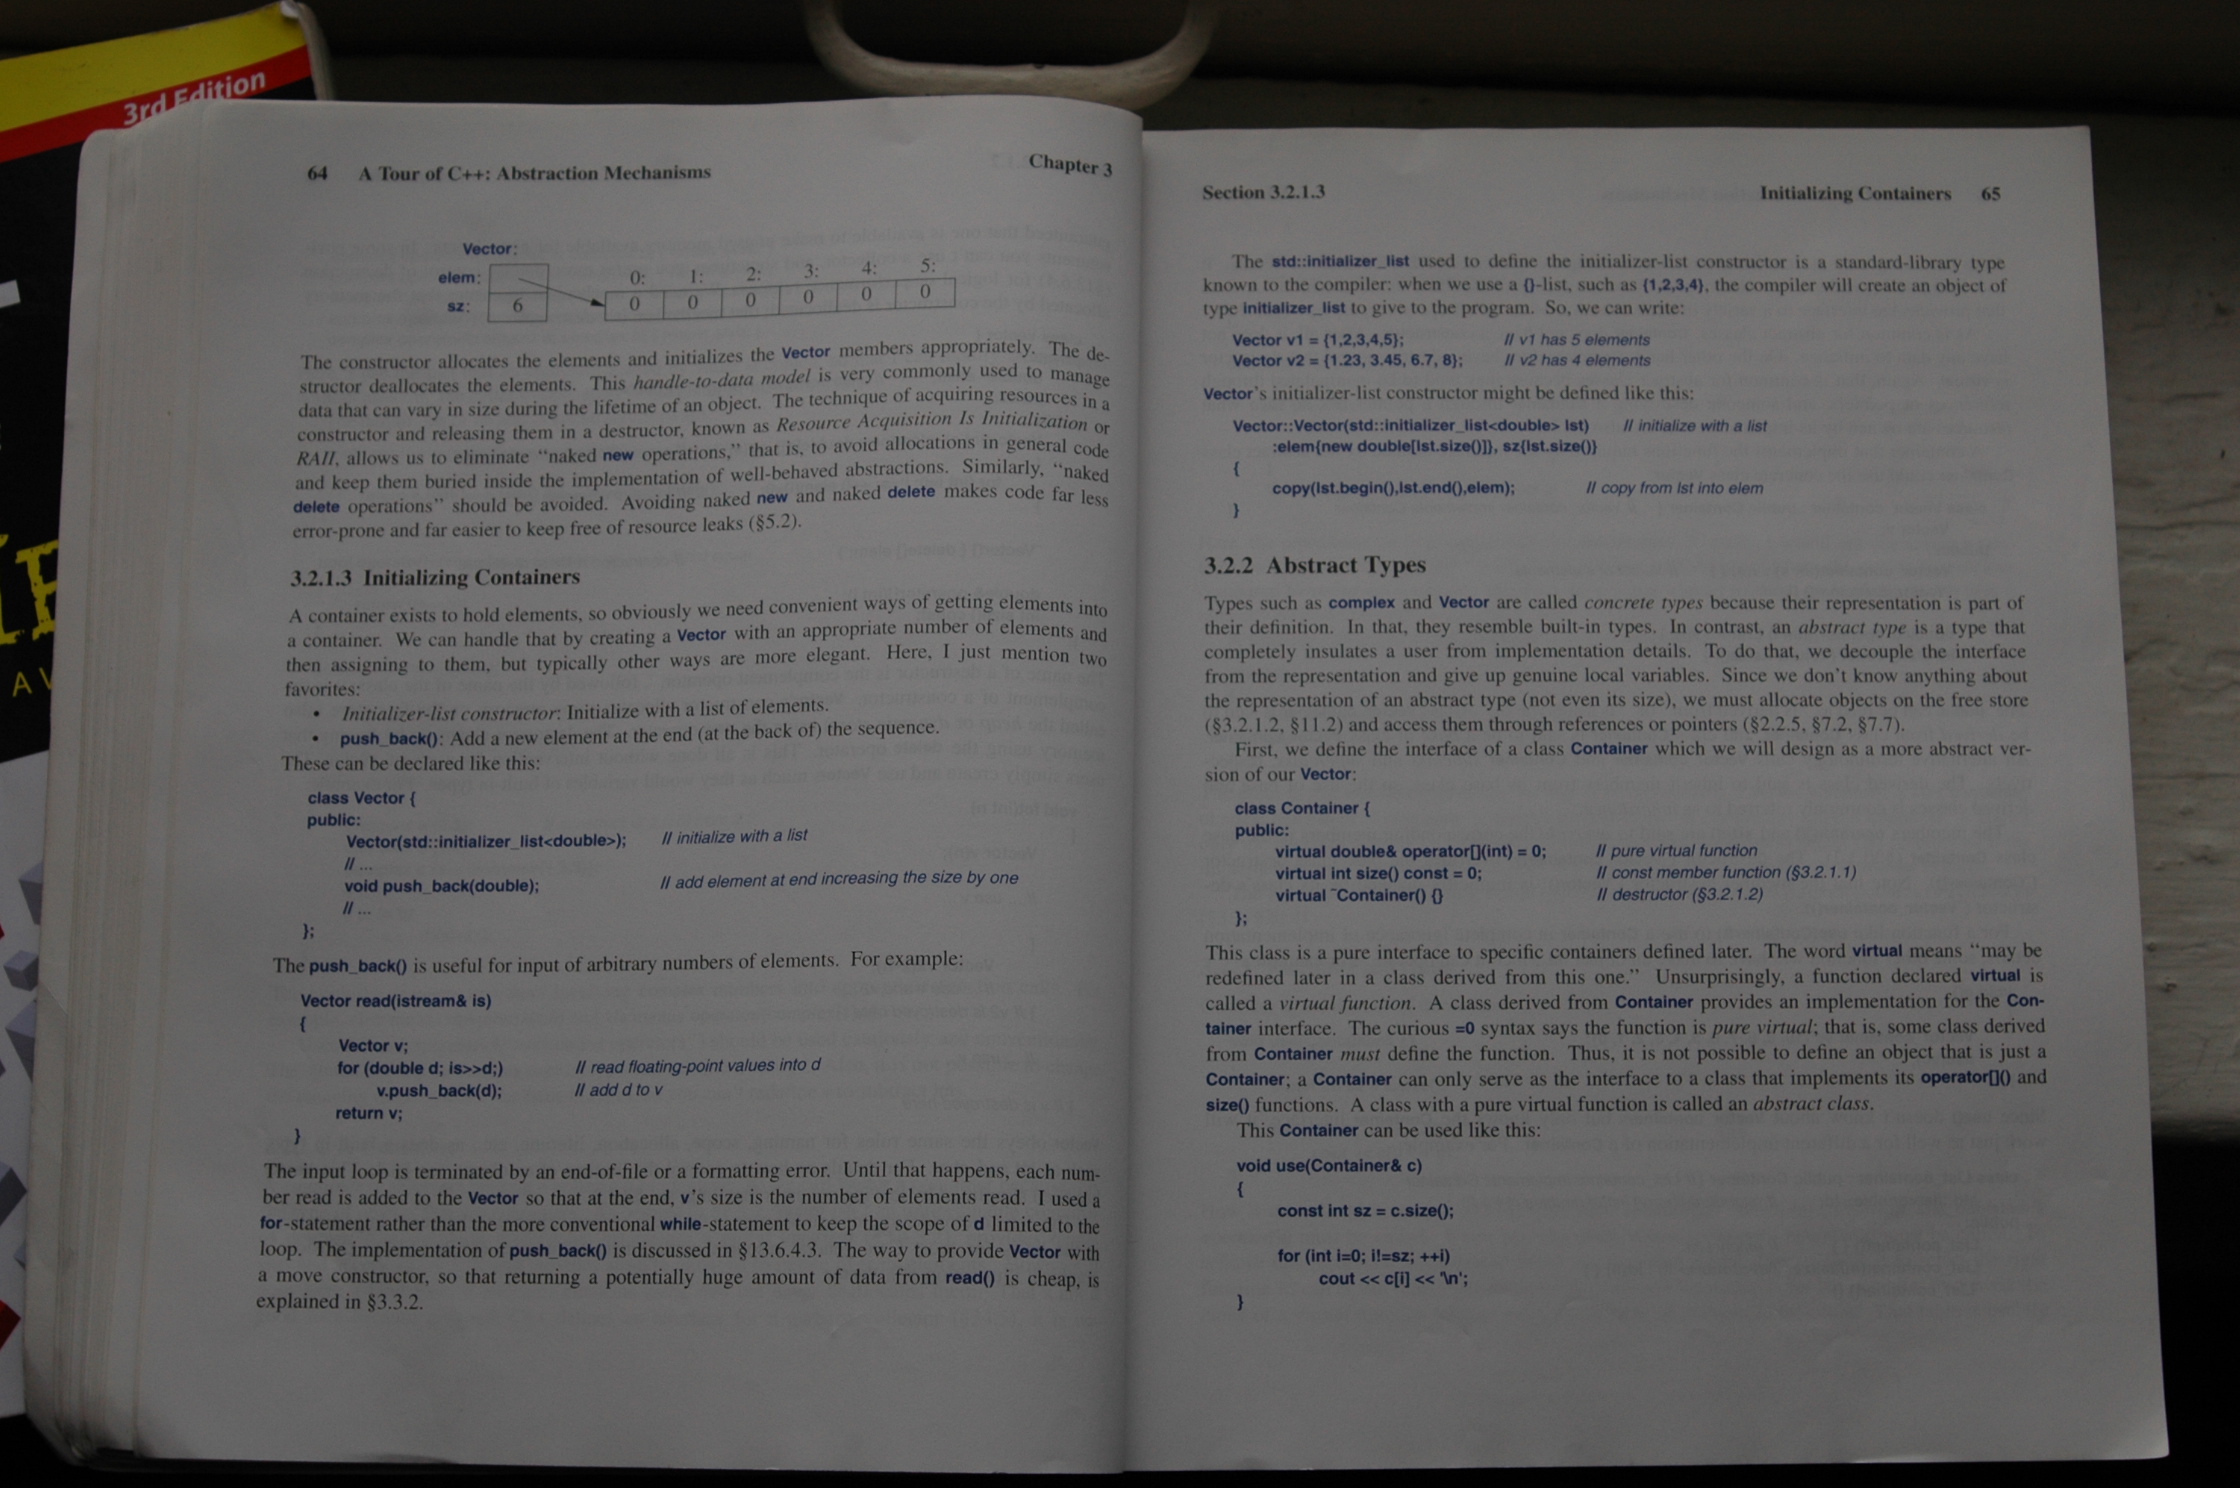 3rd Edition
AV
64 A Tour of C++: Abstraction Mechanisms Chapter 3
Vector:
elem:
0: 1: 2: 3: 4: 5:
sz: 6 0 0 0 0 0 0
The constructor allocates the elements and initializes the Vector members appropriately. The de-
structor deallocates the elements. This handle-to-data model is very commonly used to manage
data that can vary in size during the lifetime of an object. The technique of acquiring resources in a
constructor and releasing them in a destructor, known as Resource Acquisition Is Initialization or
RAII, allows us to eliminate “naked new operations,” that is, to avoid allocations in general code
and keep them buried inside the implementation of well-behaved abstractions. Similarly, “naked
delete operations” should be avoided. Avoiding naked new and naked delete makes code far less
error-prone and far easier to keep free of resource leaks (§5.2).
3.2.1.3 Initializing Containers
A container exists to hold elements, so obviously we need convenient ways of getting elements into
a container. We can handle that by creating a Vector with an appropriate number of elements and
then assigning to them, but typically other ways are more elegant. Here, I just mention two
favorites:
• Initializer-list constructor: Initialize with a list of elements.
• push_back(): Add a new element at the end (at the back of) the sequence.
These can be declared like this:
class Vector {
public:
Vector(std::initializer_list<double>); // initialize with a list
// ...
void push_back(double); // add element at end increasing the size by one
// ...
};
The push_back() is useful for input of arbitrary numbers of elements. For example:
Vector read(istream& is)
{
Vector v;
for (double d; is>>d;) // read floating-point values into d
v.push_back(d); // add d to v
return v;
}
The input loop is terminated by an end-of-file or a formatting error. Until that happens, each num-
ber read is added to the Vector so that at the end, v’s size is the number of elements read. I used a
for-statement rather than the more conventional while-statement to keep the scope of d limited to the
loop. The implementation of push_back() is discussed in §13.6.4.3. The way to provide Vector with
a move constructor, so that returning a potentially huge amount of data from read() is cheap, is
explained in §3.3.2.
Section 3.2.1.3 Initializing Containers 65
The std::initializer_list used to define the initializer-list constructor is a standard-library type
known to the compiler: when we use a {}-list, such as {1,2,3,4}, the compiler will create an object of
type initializer_list to give to the program. So, we can write:
Vector v1 = {1,2,3,4,5}; // v1 has 5 elements
Vector v2 = {1.23, 3.45, 6.7, 8}; // v2 has 4 elements
Vector’s initializer-list constructor might be defined like this:
Vector::Vector(std::initializer_list<double> lst) // initialize with a list
:elem{new double[lst.size()]}, sz{lst.size()}
{
copy(lst.begin(),lst.end(),elem); // copy from lst into elem
}
3.2.2 Abstract Types
Types such as complex and Vector are called concrete types because their representation is part of
their definition. In that, they resemble built-in types. In contrast, an abstract type is a type that
completely insulates a user from implementation details. To do that, we decouple the interface
from the representation and give up genuine local variables. Since we don’t know anything about
the representation of an abstract type (not even its size), we must allocate objects on the free store
(§3.2.1.2, §11.2) and access them through references or pointers (§2.2.5, §7.2, §7.7).
First, we define the interface of a class Container which we will design as a more abstract ver-
sion of our Vector:
class Container {
public:
virtual double& operator[](int) = 0; // pure virtual function
virtual int size() const = 0; // const member function (§3.2.1.1)
virtual ~Container() {} // destructor (§3.2.1.2)
};
This class is a pure interface to specific containers defined later. The word virtual means “may be
redefined later in a class derived from this one.” Unsurprisingly, a function declared virtual is
called a virtual function. A class derived from Container provides an implementation for the Con-
tainer interface. The curious =0 syntax says the function is pure virtual; that is, some class derived
from Container must define the function. Thus, it is not possible to define an object that is just a
Container; a Container can only serve as the interface to a class that implements its operator[]() and
size() functions. A class with a pure virtual function is called an abstract class.
This Container can be used like this:
void use(Container& c)
{
const int sz = c.size();
for (int i=0; i!=sz; ++i)
cout << c[i] << '\n';
}